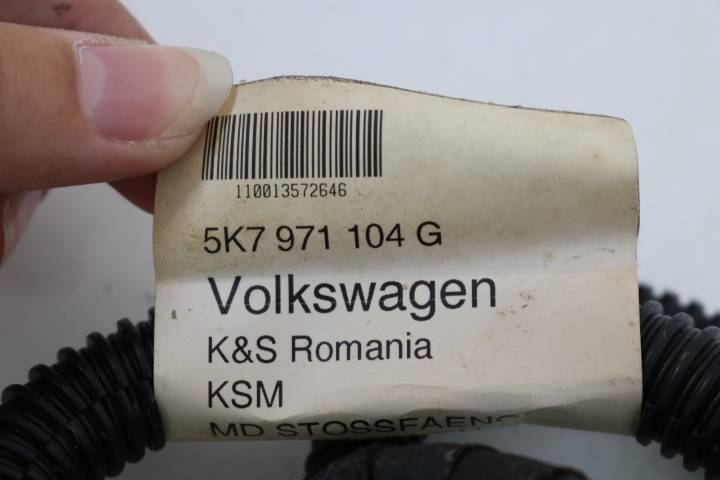 110013572646
5K7 971 104 G
Volkswagen
K&S Romania
KSM
MD